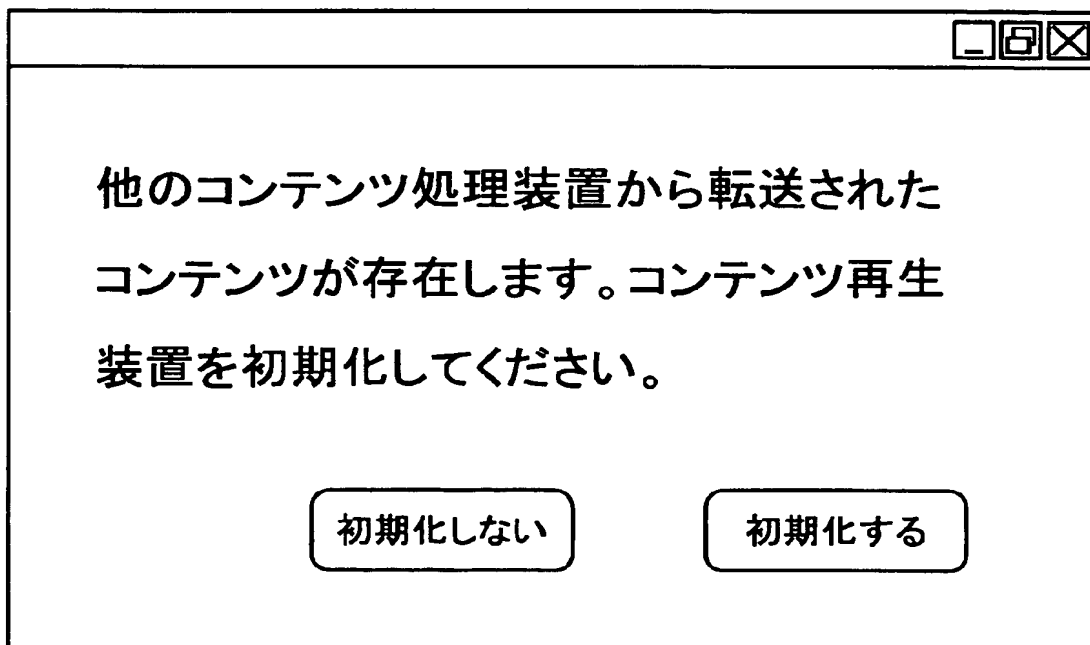 他のコンテンツ処理装置から転送された
コンテンツが存在します。コンテンツ再生
装置を初期化してください。
初期化しない
初期化する